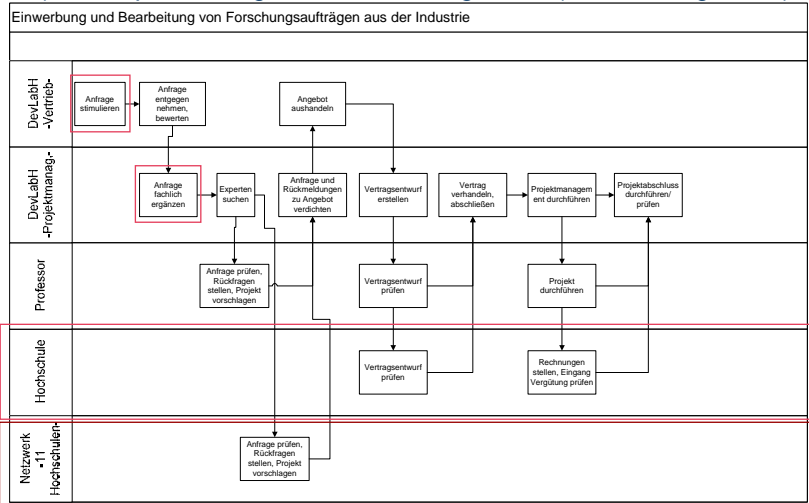 Einwerbung und Bearbeitung von Forschungsaufträgen aus der Industrie
DevLabH
-Vertrieb-
Anfrage
stimulieren
Anfrage
entgegen
nehmen,
bewerten
Angebot
aushandeln
DevLabH
-Projektmanag.-
Anfrage
fachlich
ergänzen
Experten
suchen
Anfrage und
Rückmeldungen
zu Angebot
verdichten
Vertragsentwurf
erstellen
Vertrag
verhandeln,
abschließen
Projektmanagem
ent durchführen
Projektabschluss
durchführen/
prüfen
Professor
Anfrage prüfen,
Rückfragen
stellen, Projekt
vorschlagen
Vertragsentwurf
prüfen
Projekt
durchführen
Hochschule
Vertragsentwurf
prüfen
Rechnungen
stellen, Eingang
Vergütung prüfen
Netzwerk
-11
Hochschulen-
Anfrage prüfen,
Rückfragen
stellen, Projekt
vorschlagen